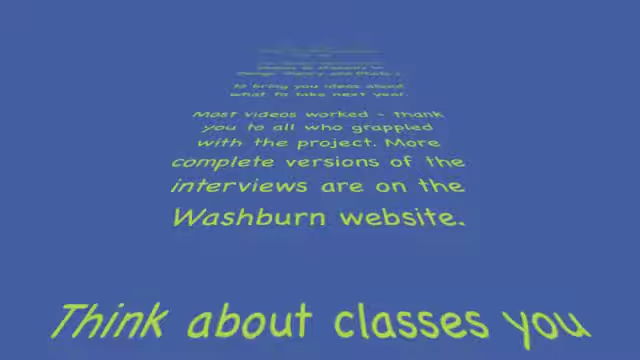 to bring you ideas about
what to take next year.
Most videos worked - thank
you to all who grappled
with the project. More
complete versions of the
interviews are on the
Washburn website.
Think about classes you